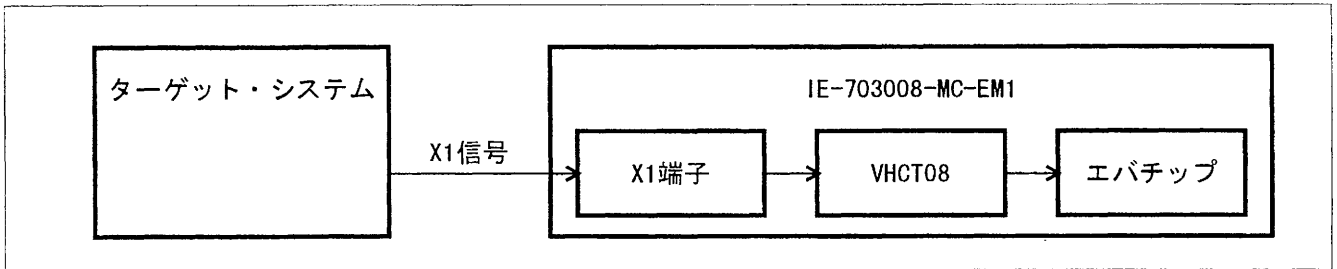 ターゲット・システム
IE-703008-MC-EM1
X1信号
X1端子
VHCT08
エバチップ